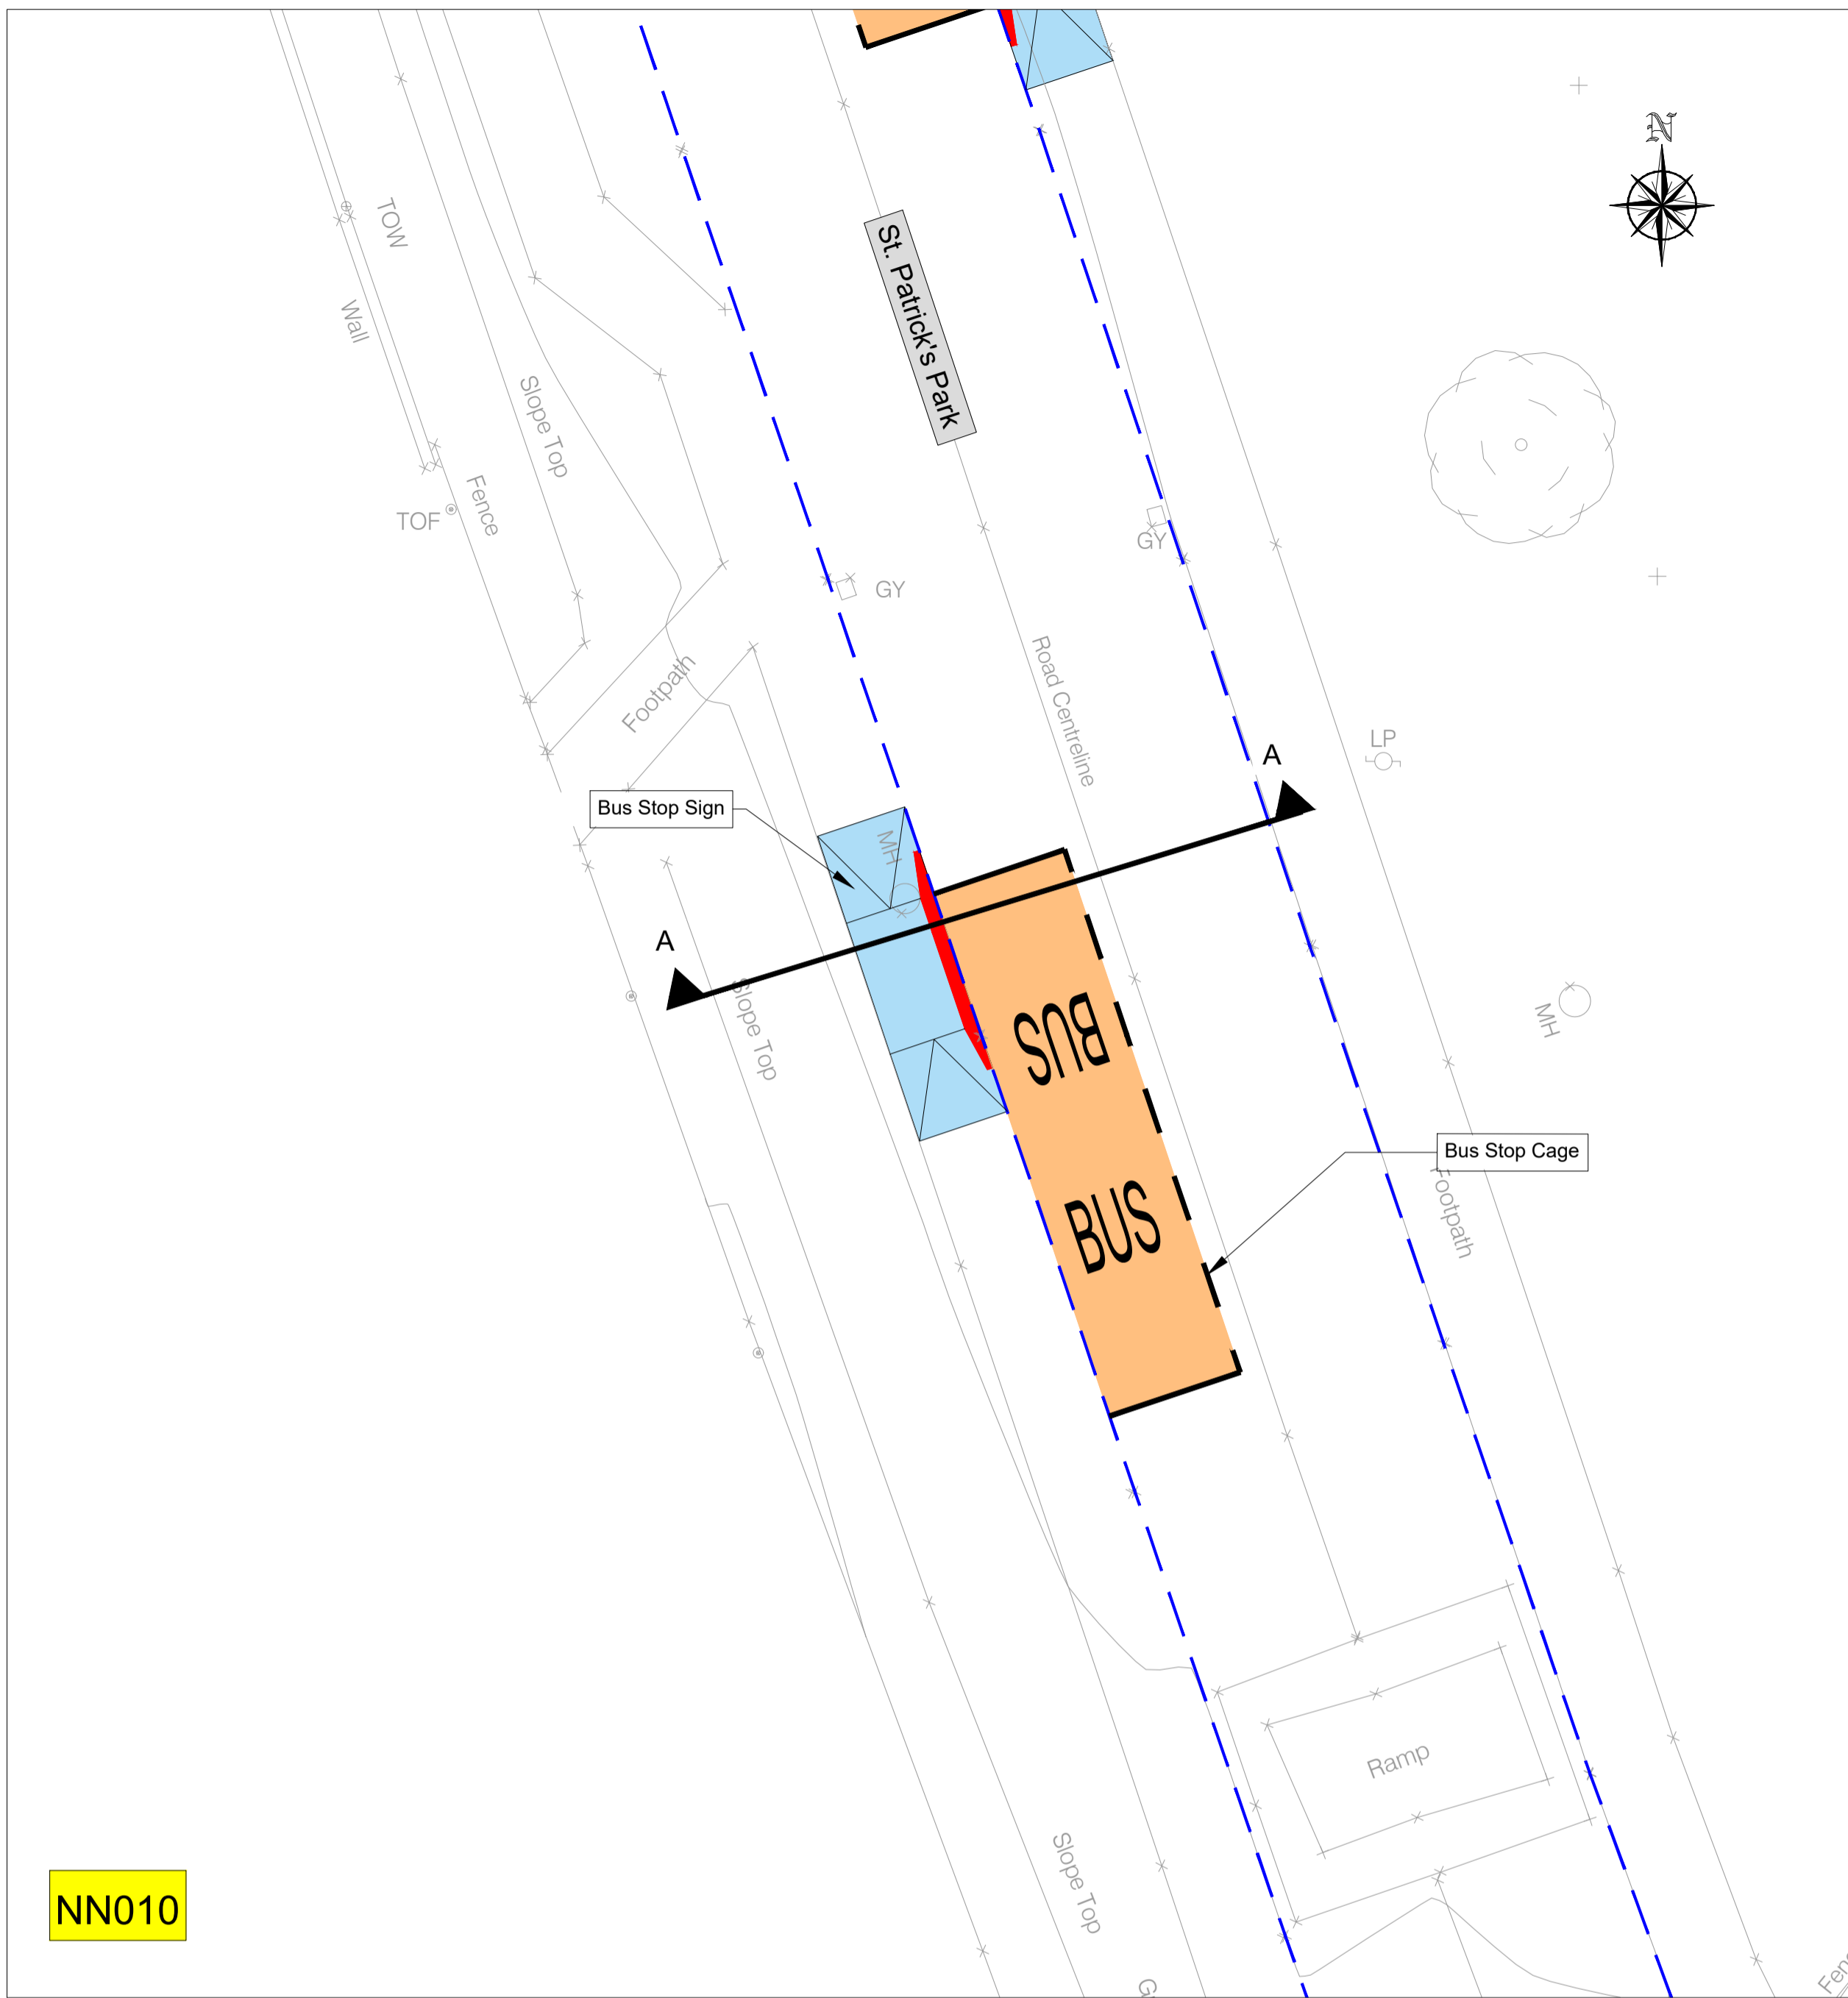 N
TOW
St. Patrick's Park
Wall
Slope Top
Fence
TOF
GY
GY
Road Centreline
Footpath
LP
A
Bus Stop Sign
MH
A
Slope Top
BUS
MH
Bus Stop Cage
Footpath
BUS
Ramp
Slope Top
NN010